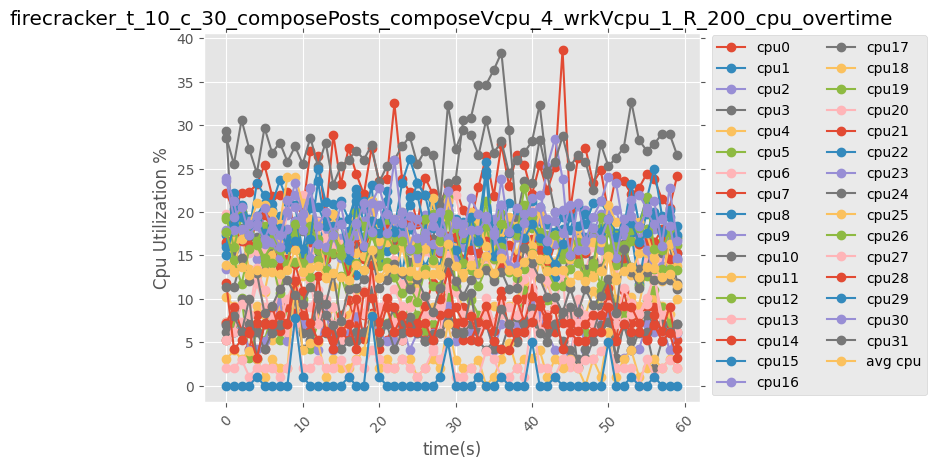 firecracker_t_10_c_30_composePosts_composeVcpu_4_wrkVcpu_1_R_200_cpu_overtime
40
35
30
25
20
15
10
5
0
Cpu Utilization %
0
10
20
30
40
50
60
time(s)
cpu0
cpu1
cpu2
cpu3
cpu4
cpu5
cpu6
cpu7
cpu8
cpu9
cpu10
cpu11
cpu12
cpu13
cpu14
cpu15
cpu16
cpu17
cpu18
cpu19
cpu20
cpu21
cpu22
cpu23
cpu24
cpu25
cpu26
cpu27
cpu28
cpu29
cpu30
cpu31
avg cpu